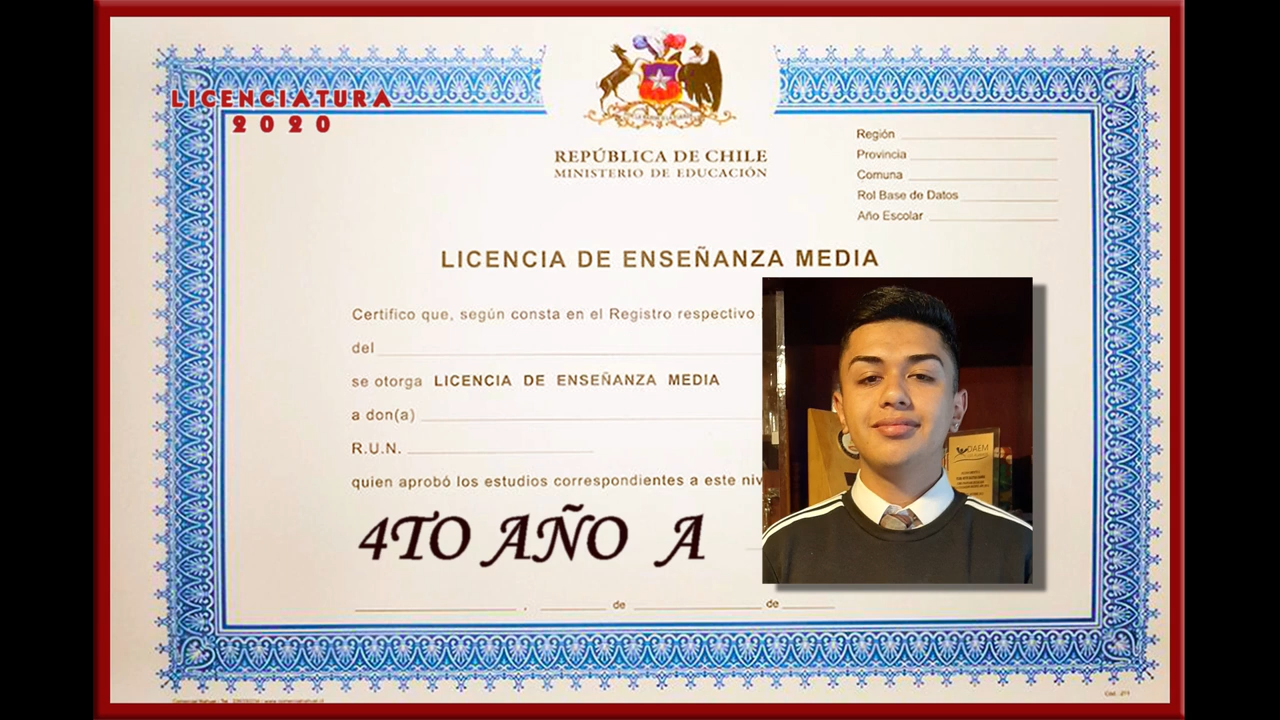 LICENCIATURA
2020
REPÚBLICA DE CHILE
MINISTERIO DE EDUCACIÓN
Región
Provincia
Comuna
Rol Base de Datos
Año Escolar
LICENCIA DE ENSEÑANZA MEDIA
Certifico que, según consta en el Registro respectivo
del
se otorga LICENCIA DE ENSEÑANZA MEDIA
a don(a)
R.U.N.
quien aprobó los estudios correspondientes a este niv
DAEM
4TO AÑO A
, de de